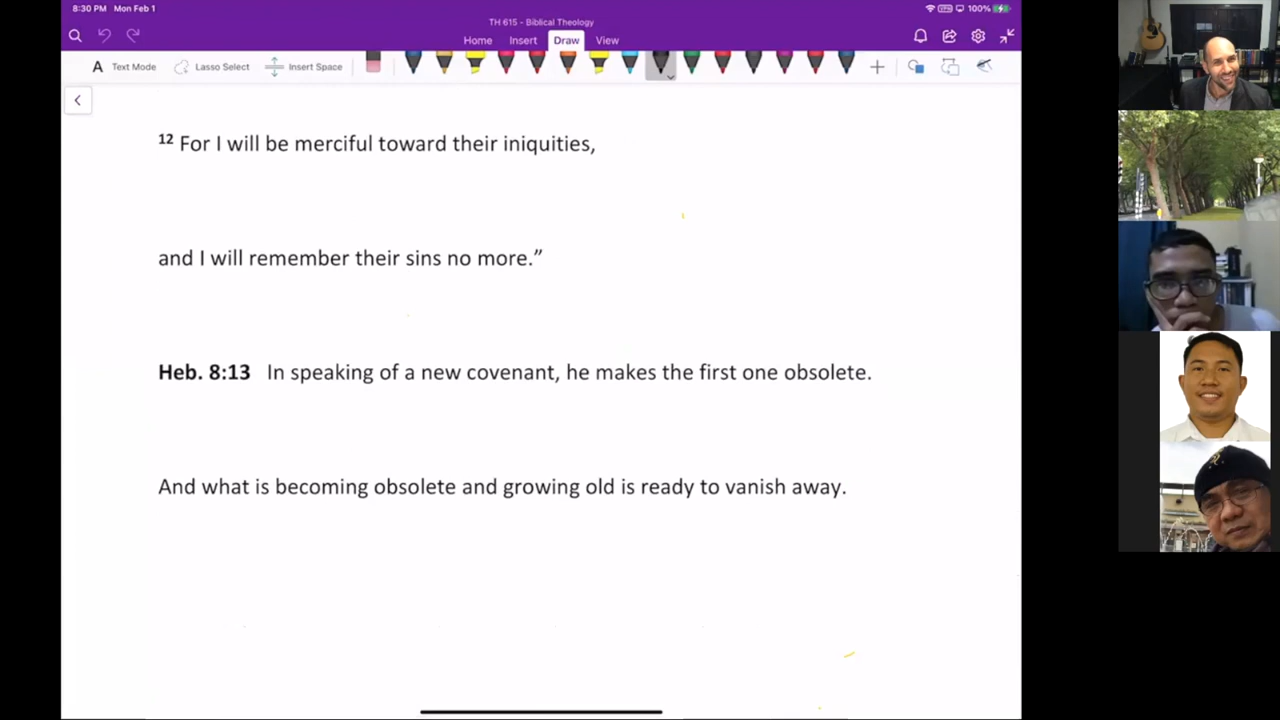 8:30 PM Mon Feb 1
100%
TH 615 - Biblical Theology
Home Insert Draw View
Text Mode Lasso Select Insert Space
12 For I will be merciful toward their iniquities,
and I will remember their sins no more.”
Heb. 8:13 In speaking of a new covenant, he makes the first one obsolete.
And what is becoming obsolete and growing old is ready to vanish away.